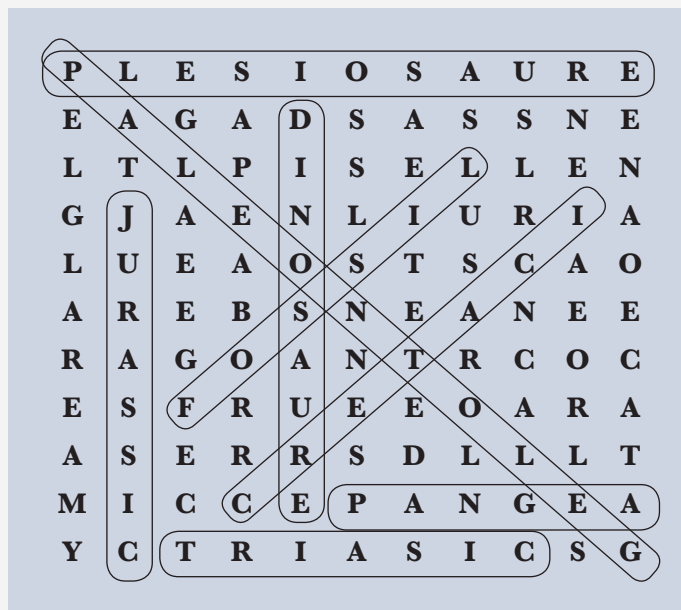 P L E S I O S A U R E
E A G A D S A S S N E
L T L P I S E L L E N
G J A E N L I U R I A
L U E A O S T S C A O
A R E B S N E A N E E
R A G O A N T R C O C
E S F R U E E O A R A
A S E R R S D L L L T
M I C C E P A N G E A
Y C T R I A S I C S G